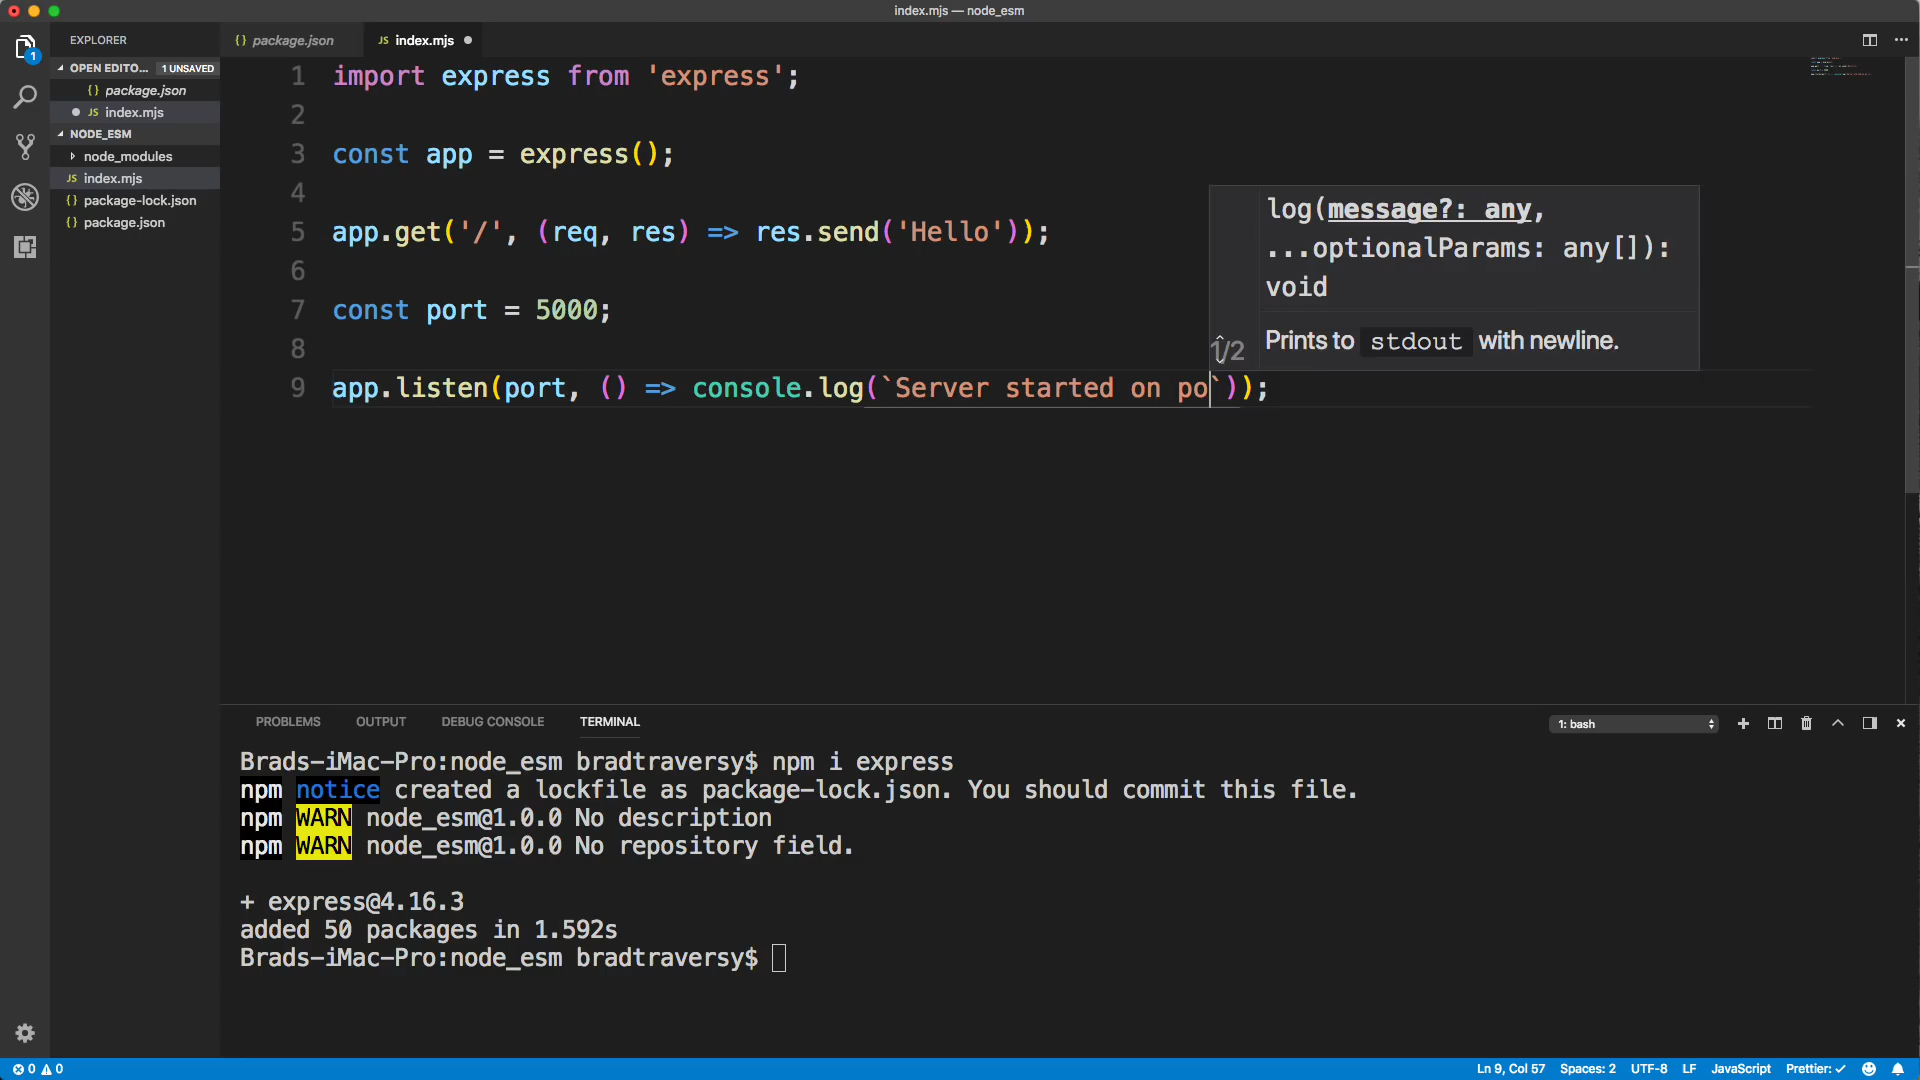 index.mjs — node_esm
EXPLORER
OPEN EDITO... 1 UNSAVED
{} package.json
JS index.mjs
NODE_ESM
node_modules
JS index.mjs
{} package-lock.json
{} package.json
1
{} package.json
JS index.mjs
1 import express from 'express';
2
3 const app = express();
4
5 app.get('/', (req, res) => res.send('Hello'));
6
7 const port = 5000;
8
9 app.listen(port, () => console.log(`Server started on po`));
log(message?: any,
...optionalParams: any[]):
void
1/2
Prints to stdout with newline.
PROBLEMS OUTPUT DEBUG CONSOLE TERMINAL
1: bash
Brads-iMac-Pro:node_esm bradtraversy$ npm i express
npm notice created a lockfile as package-lock.json. You should commit this file.
npm WARN node_esm@1.0.0 No description
npm WARN node_esm@1.0.0 No repository field.
+ express@4.16.3
added 50 packages in 1.592s
Brads-iMac-Pro:node_esm bradtraversy$
0 0
Ln 9, Col 57 Spaces: 2 UTF-8 LF JavaScript Prettier: ✓